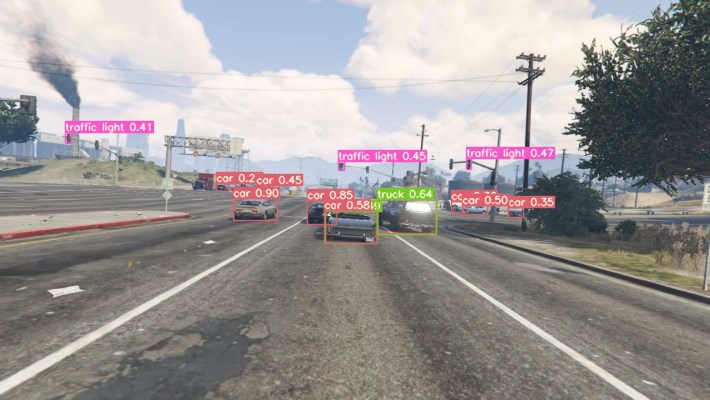 traffic light 0.41
traffic light 0.45
traffic light 0.47
car 0.2
car 0.45
car 0.90
car 0.85
truck 0.64
car 0.58
car 0.50
car 0.35